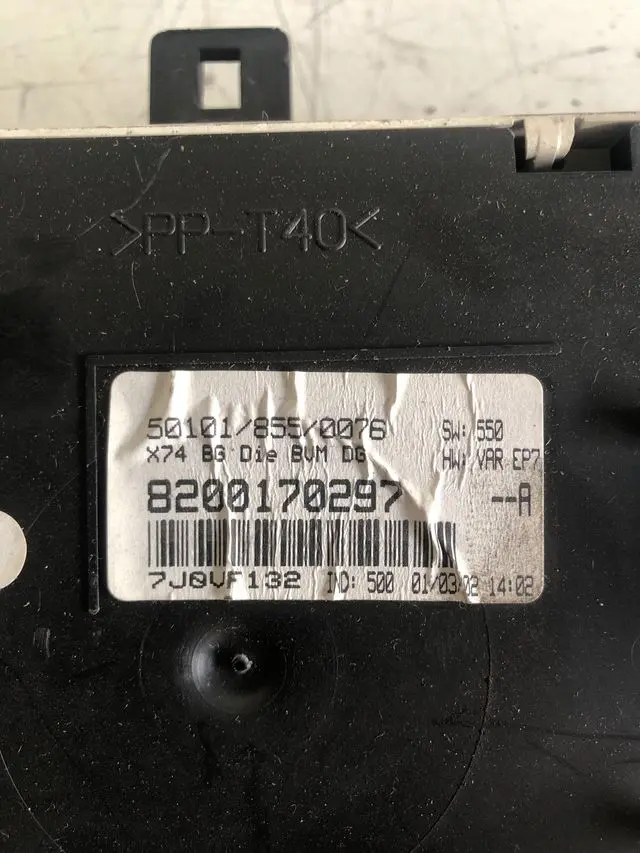 >PP-T40<
50101/855/0076 SW: 550
X74 BG Die BVM DG HW: VAR EP7
8200170297 --A
7J0VF132 IND: 500 01/03/02 14:02